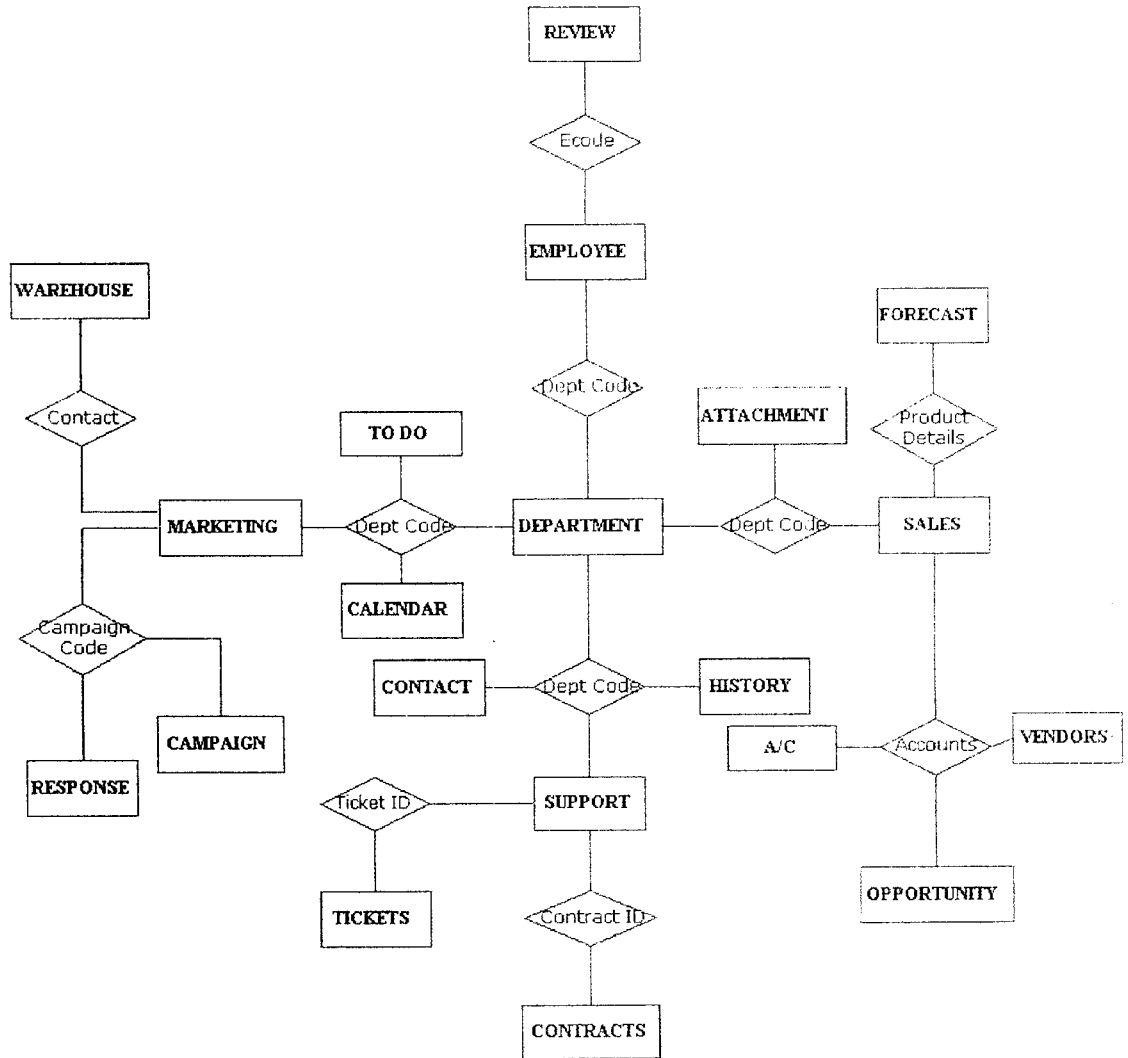 REVIEW
Ecode
EMPLOYEE
WAREHOUSE
FORECAST
Dept Code
Contact
ATTACHMENT
Product
Details
TO DO
MARKETING
Dept Code
DEPARTMENT
Dept Code
SALES
CALENDAR
Campaign
Code
CONTACT
Dept Code
HISTORY
CAMPAIGN
A/C
Accounts
VENDORS
RESPONSE
Ticket ID
SUPPORT
OPPORTUNITY
TICKETS
Contract ID
CONTRACTS